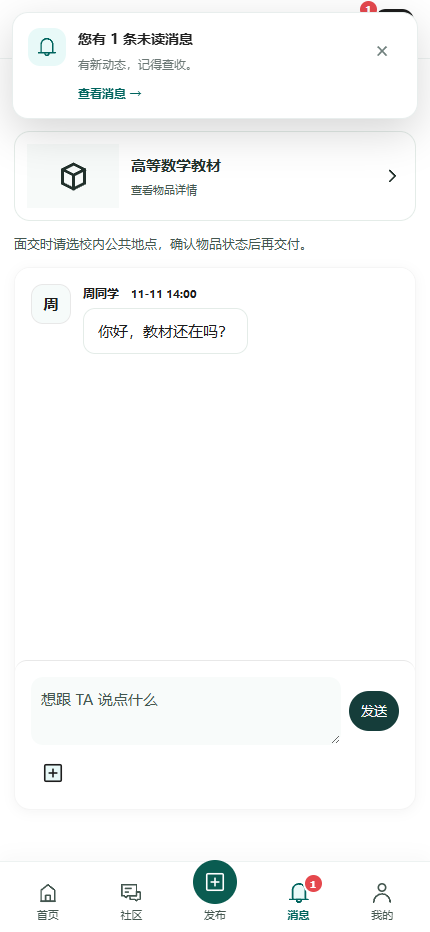 1
您有 1 条未读消息
有新动态，记得查收。
查看消息 →
高等数学教材
查看物品详情
面交时请选校内公共地点，确认物品状态后再交付。
周
周同学 11-11 14:00
你好，教材还在吗？
想跟 TA 说点什么
发送
首页
社区
发布
1
消息
我的